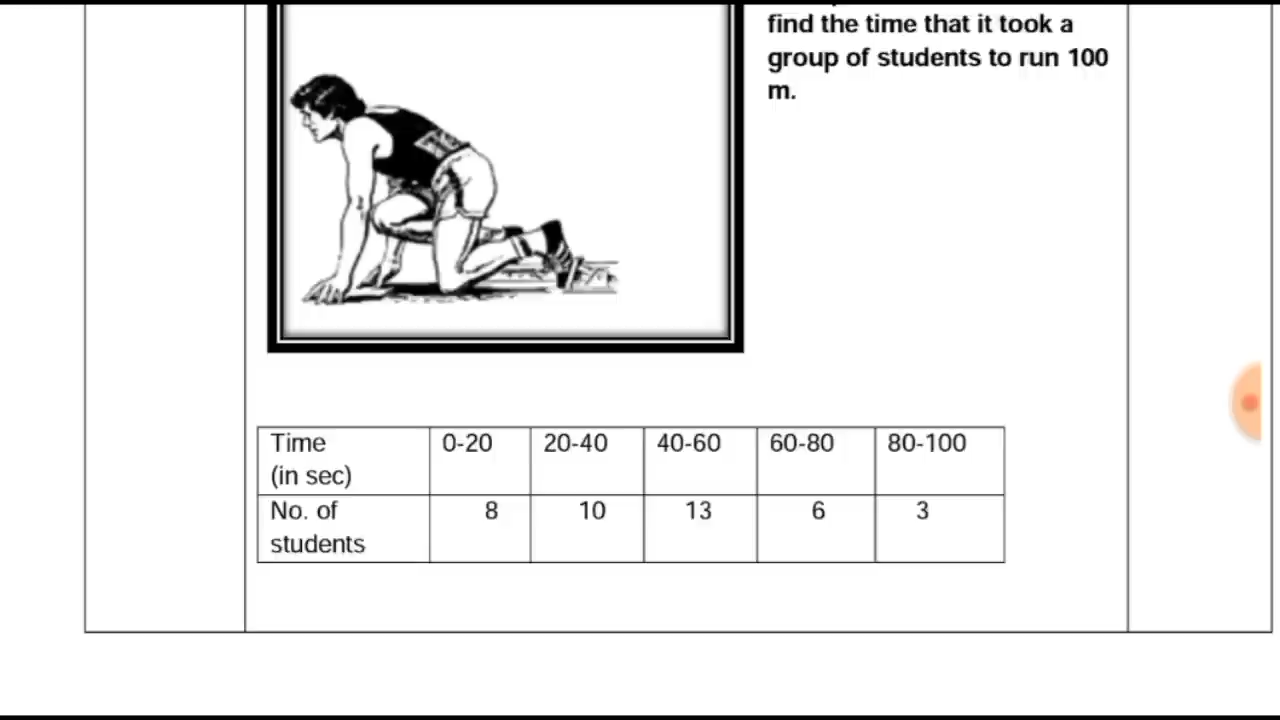 find the time that it took a
group of students to run 100
m.
Time (in sec) 0-20 20-40 40-60 60-80 80-100
No. of students 8 10 13 6 3